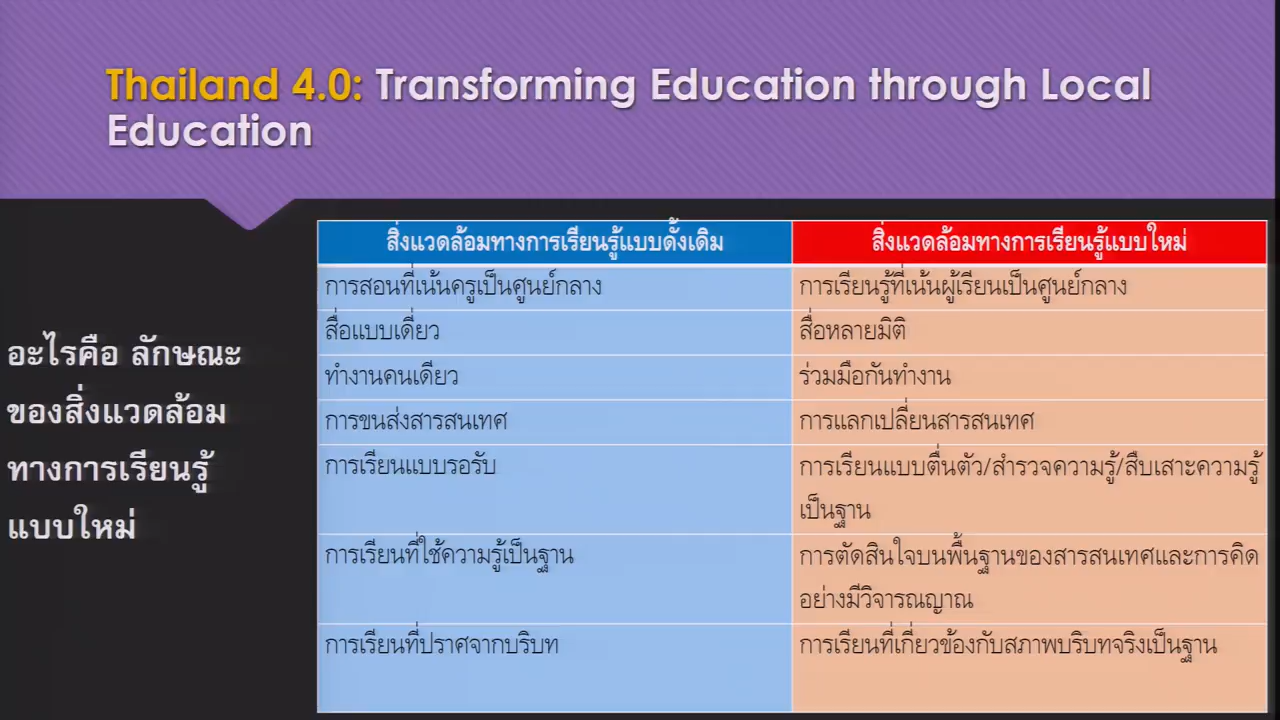 Thailand 4.0: Transforming Education through Local
Education
อะไรคือ ลักษณะ
ของสิ่งแวดล้อม
ทางการเรียนรู้
แบบใหม่
สิ่งแวดล้อมทางการเรียนรู้แบบดั้งเดิม
สิ่งแวดล้อมทางการเรียนรู้แบบใหม่
การสอนที่เน้นครูเป็นศูนย์กลาง
การเรียนรู้ที่เน้นผู้เรียนเป็นศูนย์กลาง
สื่อแบบเดี่ยว
สื่อหลายมิติ
ทำงานคนเดียว
ร่วมมือกันทำงาน
การขนส่งสารสนเทศ
การแลกเปลี่ยนสารสนเทศ
การเรียนแบบรอรับ
การเรียนแบบตื่นตัว/สำรวจความรู้/สืบเสาะความรู้
เป็นฐาน
การเรียนที่ใช้ความรู้เป็นฐาน
การตัดสินใจบนพื้นฐานของสารสนเทศและการคิด
อย่างมีวิจารณญาณ
การเรียนที่ปราศจากบริบท
การเรียนที่เกี่ยวข้องกับสภาพบริบทจริงเป็นฐาน